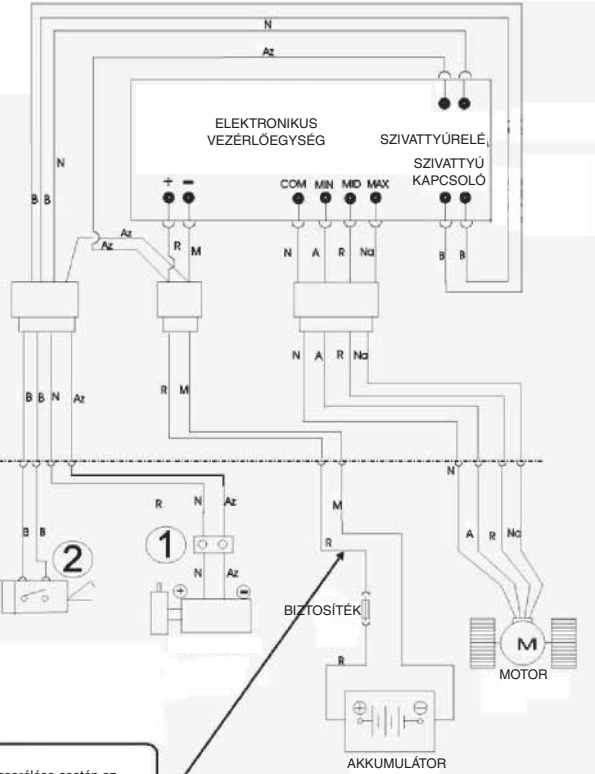 N
Az
ELEKTRONIKUS
VEZÉRLŐEGYSÉG
SZIVATTYÚRELÉ
SZIVATTYÚ
KAPCSOLÓ
N
+ − COM MIN MID MAX
B B
Az
Az R M N A R Na B B
N A R Na
R M
B B N Az
N
R N Az M
B B 2 1 R A R Na
N Az
+ −
BIZTOSÍTÉK
M
R
MOTOR
+ −
AKKUMULÁTOR